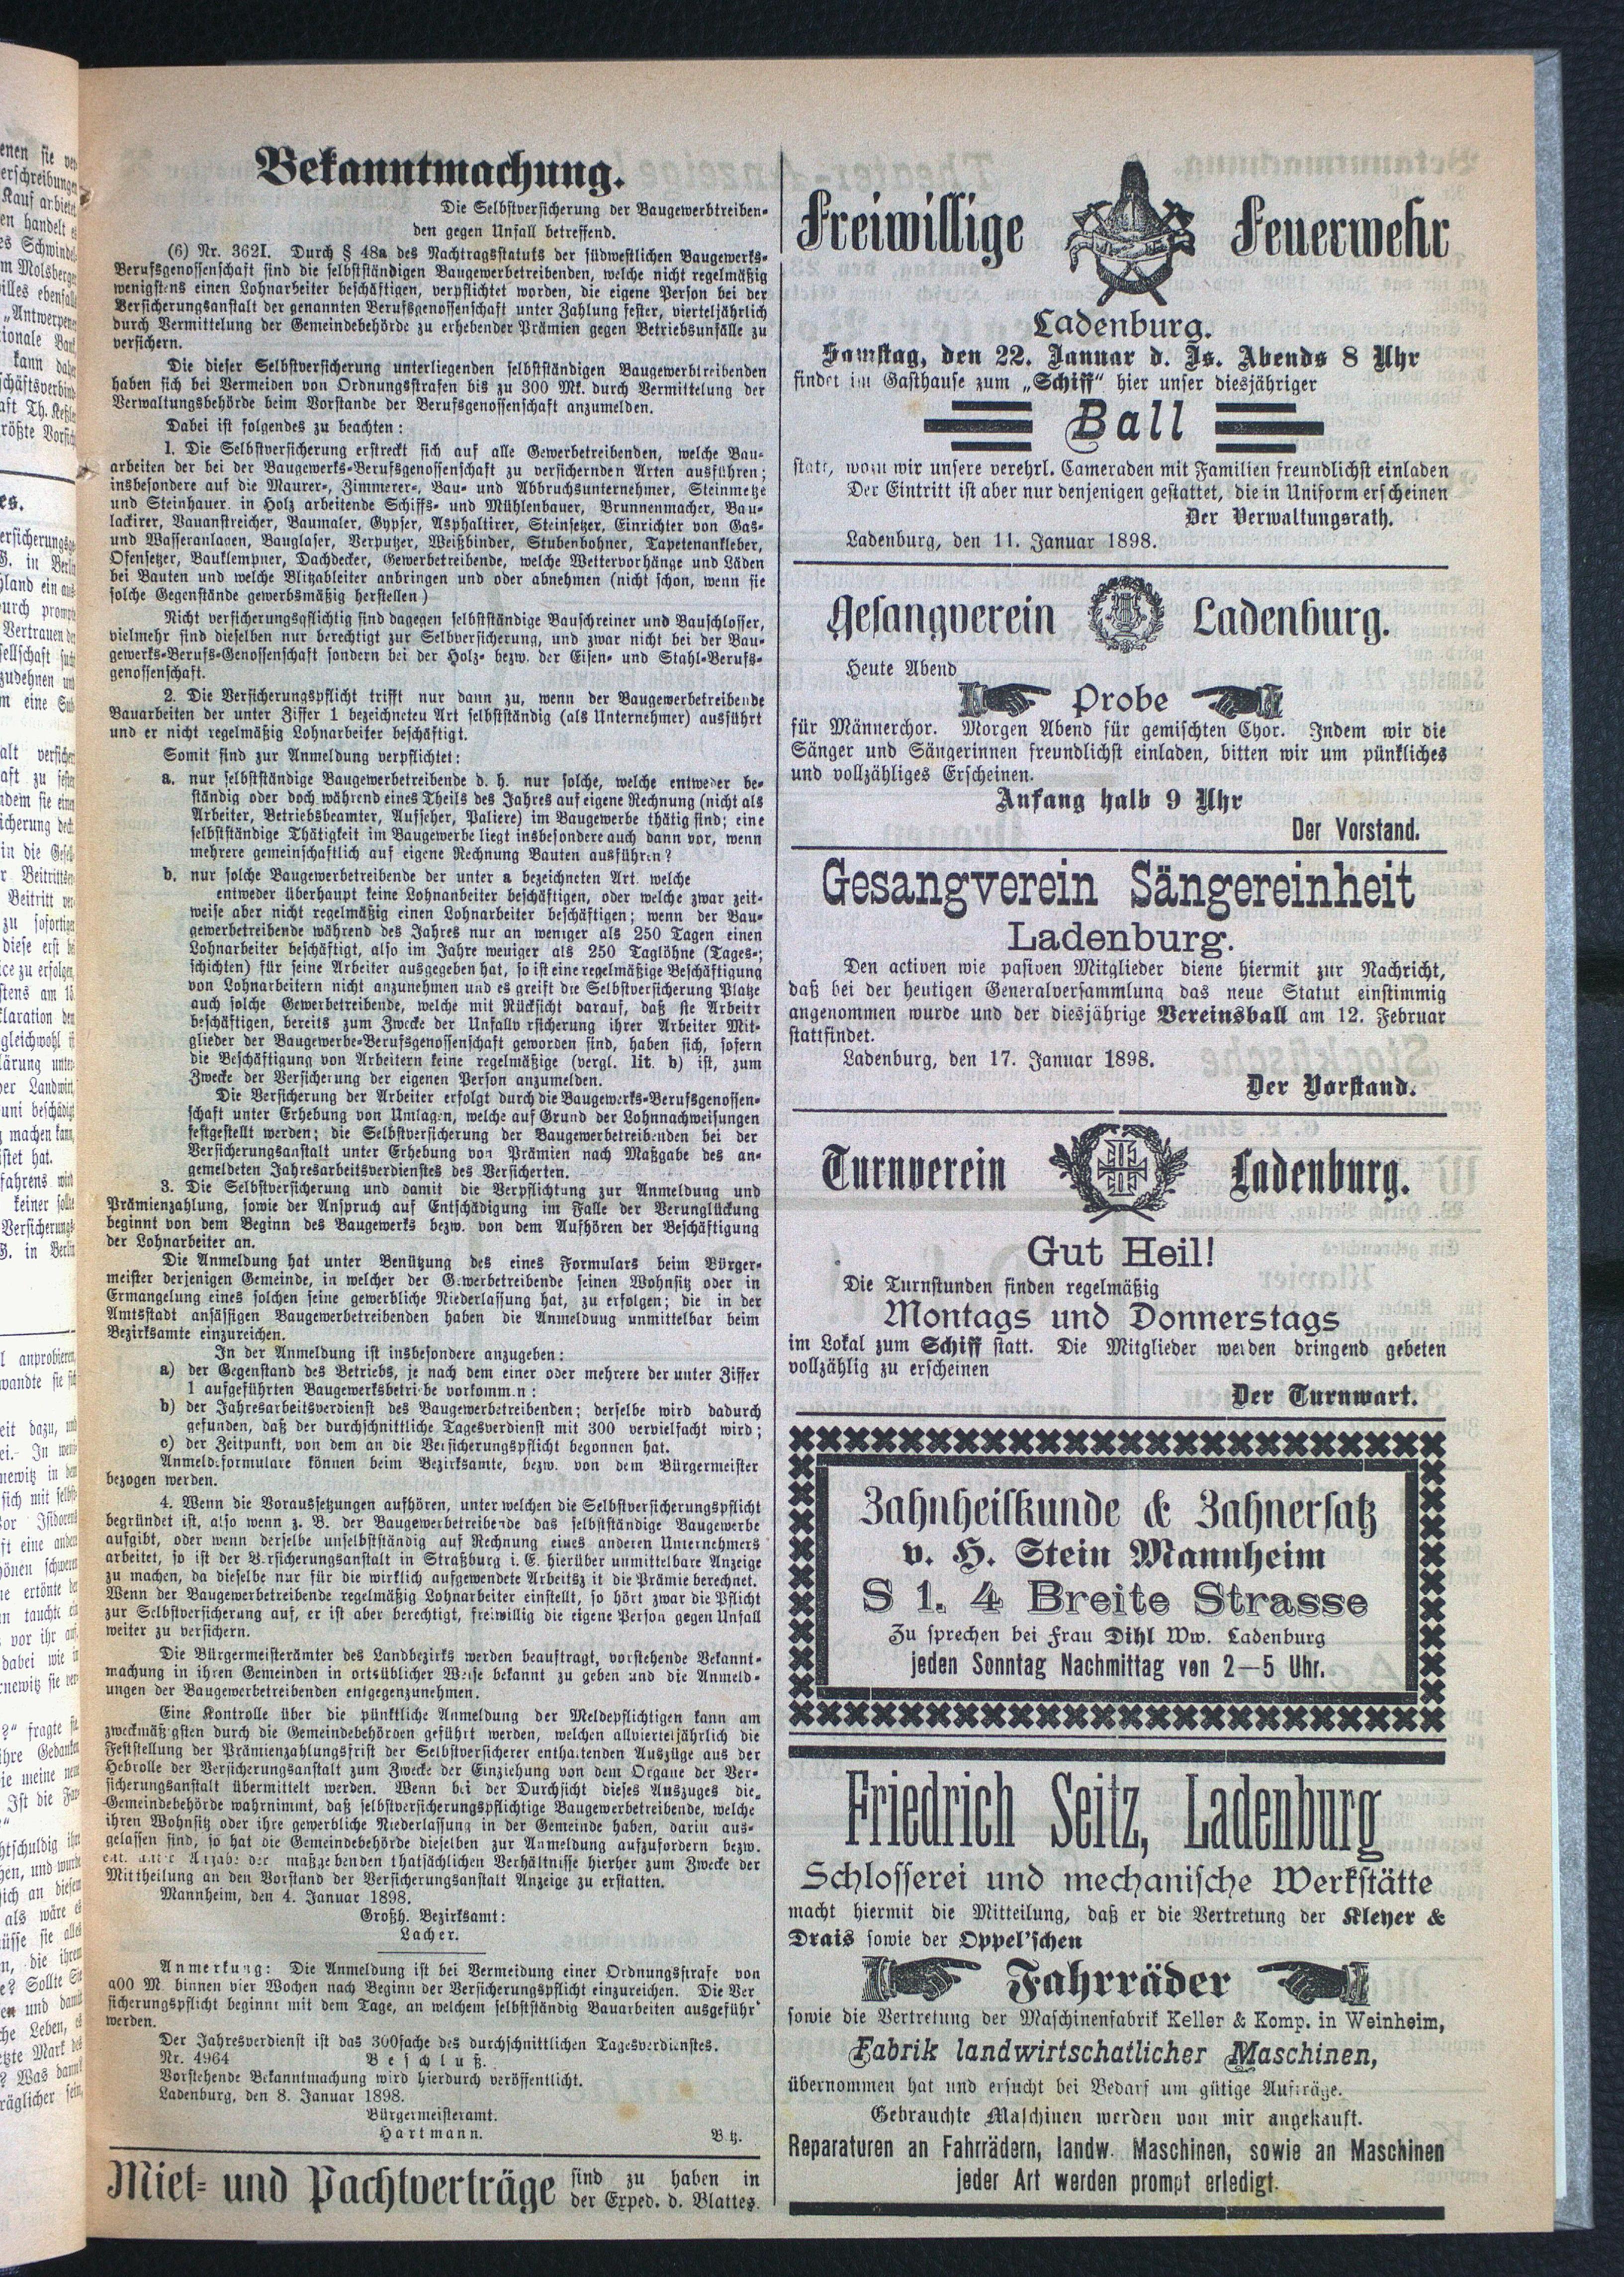 Bekanntmachung.
Die Selbstversicherung der Baugewerbtreiben-
den gegen Unfall betreffend.
(6) Nr. 362I. Durch § 48a des Nachtragsstatuts der südwestlichen Baugewerks-
Berufsgenossenschaft sind die selbstständigen Baugewerbetreibenden, welche nicht regelmäßig
wenigstens einen Lohnarbeiter beschäftigen, verpflichtet worden, die eigene Person bei der
Versicherungsanstalt der genannten Berufsgenossenschaft unter Zahlung fester, vierteljährlich
durch Vermittelung der Gemeindebehörde zu erhebender Prämien gegen Betriebsunfälle zu
versichern.
Die dieser Selbstversicherung unterliegenden selbstständigen Baugewerbtreibenden
haben sich bei Vermeiden von Ordnungsstrafen bis zu 300 Mk. durch Vermittelung der
Verwaltungsbehörde beim Vorstande der Berufsgenossenschaft anzumelden.
Dabei ist folgendes zu beachten:
1. Die Selbstversicherung erstreckt sich auf alle Gewerbetreibenden, welche Bau-
arbeiten der bei der Baugewerks-Berufsgenossenschaft zu versichernden Arten ausführen;
insbesondere auf die Maurer-, Zimmerer-, Bau- und Abbruchsunternehmer, Steinmetze
und Steinhauer. in Holz arbeitende Schiffs- und Mühlenbauer, Brunnenmacher, Bau-
lackirer, Bauanstreicher, Baumaler, Gypser, Asphaltirer, Steinsetzer, Einrichter von Gas-
und Wasseranlagen, Bauglaser, Verputzer, Weißbinder, Stubenbohner, Tapetenankleber,
Ofensetzer, Bauklempner, Dachdecker, Gewerbetreibende, welche Wettervorhänge und Läden
bei Bauten und welche Blitzableiter anbringen und oder abnehmen (nicht schon, wenn sie
solche Gegenstände gewerbsmäßig herstellen)
Nicht versicherungspflichtig sind dagegen selbstständige Bauschreiner und Bauschlosser,
vielmehr sind dieselben nur berechtigt zur Selbversicherung, und zwar nicht bei der Bau-
gewerks-Berufs-Genossenschaft sondern bei der Holz- bezw. der Eisen- und Stahl-Berufs-
genossenschaft.
2. Die Versicherungspflicht trifft nur dann zu, wenn der Baugewerbetreibende
Bauarbeiten der unter Ziffer 1 bezeichneten Art selbstständig (als Unternehmer) ausführt
und er nicht regelmäßig Lohnarbeiter beschäftigt.
Somit sind zur Anmeldung verpflichtet:
a. nur selbstständige Baugewerbetreibende d. h. nur solche, welche entweder be-
ständig oder doch während eines Theils des Jahres auf eigene Rechnung (nicht als
Arbeiter, Betriebsbeamter, Aufseher, Paliere) im Baugewerbe thätig sind; eine
selbstständige Thätigkeit im Baugewerbe liegt insbesondere auch dann vor, wenn
mehrere gemeinschaftlich auf eigene Rechnung Bauten ausführen?
b. nur solche Baugewerbetreibende der unter a bezeichneten Art. welche
entweder überhaupt keine Lohnanbeiter beschäftigen, oder welche zwar zeit-
weise aber nicht regelmäßig einen Lohnarbeiter beschäftigen; wenn der Bau-
gewerbetreibende während des Jahres nur an weniger als 250 Tagen einen
Lohnarbeiter beschäftigt, also im Jahre weniger als 250 Taglöhne (Tages-;
schichten) für seine Arbeiter ausgegeben hat, so ist eine regelmäßige Beschäftigung
von Lohnarbeitern nicht anzunehmen und es greift die Selbstversicherung Platze
auch solche Gewerbetreibende, welche mit Rücksicht darauf, daß sie Arbeitr
beschäftigen, bereits zum Zwecke der Unfallv rsicherung ihrer Arbeiter Mit-
glieder der Baugewerbe-Berufsgenossenschaft geworden sind, haben sich, sofern
die Beschäftigung von Arbeitern keine regelmäßige (vergl. lit. b) ist, zum
Zwecke der Versicherung der eigenen Person anzumelden.
Die Versicherung der Arbeiter erfolgt durch die Baugewerks-Berufsgenossen-
schaft unter Erhebung von Umlagen, welche auf Grund der Lohnnachweisungen
festgestellt werden; die Selbstversicherung der Baugewerbetreibenden bei der
Versicherungsanstalt unter Erhebung von Prämien nach Maßgabe des an-
gemeldeten Jahresarbeitsverdienstes des Versicherten.
3. Die Selbstversicherung und damit die Verpflichtung zur Anmeldung und
Prämienzahlung, sowie der Anspruch auf Entschädigung im Falle der Verunglückung
beginnt von dem Beginn des Baugewerks bezw. von dem Aufhören der Beschäftigung
der Lohnarbeiter an.
Die Anmeldung hat unter Benützung des eines Formulars beim Bürger-
meister derjenigen Gemeinde, in welcher der G.werbetreibende seinen Wohnsitz oder in
Ermangelung eines solchen seine gewerbliche Niederlassung hat, zu erfolgen; die in der
Amtsstadt ansässigen Baugewerbetreibenden haben die Anmeldung unmittelbar beim
Bezirksamte einzureichen.
In der Anmeldung ist insbesondere anzugeben:
a) der Gegenstand des Betriebs, je nach dem einer oder mehrere der unter Ziffer
1 aufgeführten Baugewerksbetriebe vorkomm.n:
b) der Jahresarbeitsverdienst des Baugewerbetreibenden; derselbe wird dadurch
gefunden, daß der durchschnittliche Tagesverdienst mit 300 vervielfacht wird;
c) der Zeitpunkt, von dem an die Versicherungspflicht begonnen hat.
Anmeldeformulare können beim Bezirksamte, bezw. von dem Bürgermeister
bezogen werden.
4. Wenn die Voraussetzungen aufhören, unter welchen die Selbstversicherungspflicht
begründet ist, also wenn z. B. der Baugewerbetreibende das selbstständige Baugewerbe
aufgibt, oder wenn derselbe unselbstständig auf Rechnung eines anderen Unternehmers
arbeitet, so ist der Versicherungsanstalt in Straßburg i. E. hierüber unmittelbare Anzeige
zu machen, da dieselbe nur für die wirklich aufgewendete Arbeitsz it die Prämie berechnet.
Wenn der Baugewerbetreibende regelmäßig Lohnarbeiter einstellt, so hört zwar die Pflicht
zur Selbstversicherung auf, er ist aber berechtigt, freiwillig die eigene Person gegen Unfall
weiter zu versichern.
Die Bürgermeisterämter des Landbezirks werden beauftragt, vorstehende Bekannt-
machung in ihren Gemeinden in ortsüblicher Weise bekannt zu geben und die Anmeld-
ungen der Baugewerbetreibenden entgegenzunehmen.
Eine Kontrolle über die pünktliche Anmeldung der Meldepflichtigen kann am
zweckmäßigsten durch die Gemeindebehörden geführt werden, welchen allvierteljährlich die
Feststellung der Prämienzahlungsfrist der Selbstversicherer enthaltenden Auszüge aus der
Hebrolle der Versicherungsanstalt zum Zwecke der Einziehung von dem Organe der Ver-
sicherungsanstalt übermittelt werden. Wenn bei der Durchsicht dieses Auszuges die
Gemeindebehörde wahrnimmt, daß selbstversicherungspflichtige Baugewerbetreibende, welche
ihren Wohnsitz oder ihre gewerbliche Niederlassung in der Gemeinde haben, darin aus-
gelassen sind, so hat die Gemeindebehörde dieselben zur Anmeldung aufzufordern bezw.
der maßgebenden thatsächlichen Verhältnisse hierher zum Zwecke der
Mittheilung an den Vorstand der Versicherungsanstalt Anzeige zu erstatten.
Mannheim, den 4. Januar 1898.
Großh. Bezirksamt:
Lacher.
Anmerkung: Die Anmeldung ist bei Vermeidung einer Ordnungsstrafe von
a00 M. binnen vier Wochen nach Beginn der Versicherungspflicht einzureichen. Die Ver
sicherungspflicht beginnt mit dem Tage, an welchem selbstständig Bauarbeiten ausgeführ
werden.
Der Jahresverdienst ist das 300fache des durchschnittlichen Tagesverdienstes.
Nr. 4964 Beschluß.
Vorstehende Bekanntmachung wird hierdurch veröffentlicht.
Ladenburg, den 8. Januar 1898.
Bürgermeisteramt.
Hartmann.
Miet- und Pachtverträge sind zu haben in
der Exped. d. Blattes.
Freiwillige Feuerwehr
Ladenburg.
Samstag, den 22. Januar d. Js. Abends 8 Uhr
findet im Gasthause zum „Schiff“ hier unser diesjähriger
Ball
statt, wozu wir unsere verehrl. Cameraden mit Familien freundlichst einladen
Der Eintritt ist aber nur denjenigen gestattet, die in Uniform erscheinen
Der Verwaltungsrath.
Ladenburg, den 11. Januar 1898.
Gesangverein Ladenburg.
Heute Abend
Probe
für Männerchor. Morgen Abend für gemischten Chor. Indem wir die
Sänger und Sängerinnen freundlichst einladen, bitten wir um pünkliches
und vollzähliges Erscheinen.
Anfang halb 9 Uhr
Der Vorstand.
Gesangverein Sängereinheit
Ladenburg.
Den activen wie pasiven Mitglieder diene hiermit zur Nachricht,
daß bei der heutigen Generalversammlung das neue Statut einstimmig
angenommen wurde und der diesjährige Vereinsball am 12. Februar
stattfindet.
Ladenburg, den 17. Januar 1898.
Der Vorstand.
Turnverein Ladenburg.
Gut Heil!
Die Turnstunden finden regelmäßig
Montags und Donnerstags
im Lokal zum Schiff statt. Die Mitglieder werden dringend gebeten
vollzählig zu erscheinen
Der Turnwart.
Zahnheilkunde & Zahnersatz
v. H. Stein Mannheim
S 1. 4 Breite Strasse
Zu sprechen bei Frau Dihl Ww. Ladenburg
jeden Sonntag Nachmittag von 2—5 Uhr.
Friedrich Seitz, Ladenburg
Schlosserei und mechanische Werkstätte
macht hiermit die Mitteilung, daß er die Vertretung der Kleyer &
Drais sowie der Oppel'schen
Fahrräder
sowie die Vertretung der Maschinenfabrik Keller & Komp. in Weinheim,
Fabrik landwirtschatlicher Maschinen,
übernommen hat und ersucht bei Bedarf um gütige Aufträge.
Gebrauchte Maschinen werden von mir angekauft.
Reparaturen an Fahrrädern, landw. Maschinen, sowie an Maschinen
jeder Art werden prompt erledigt.